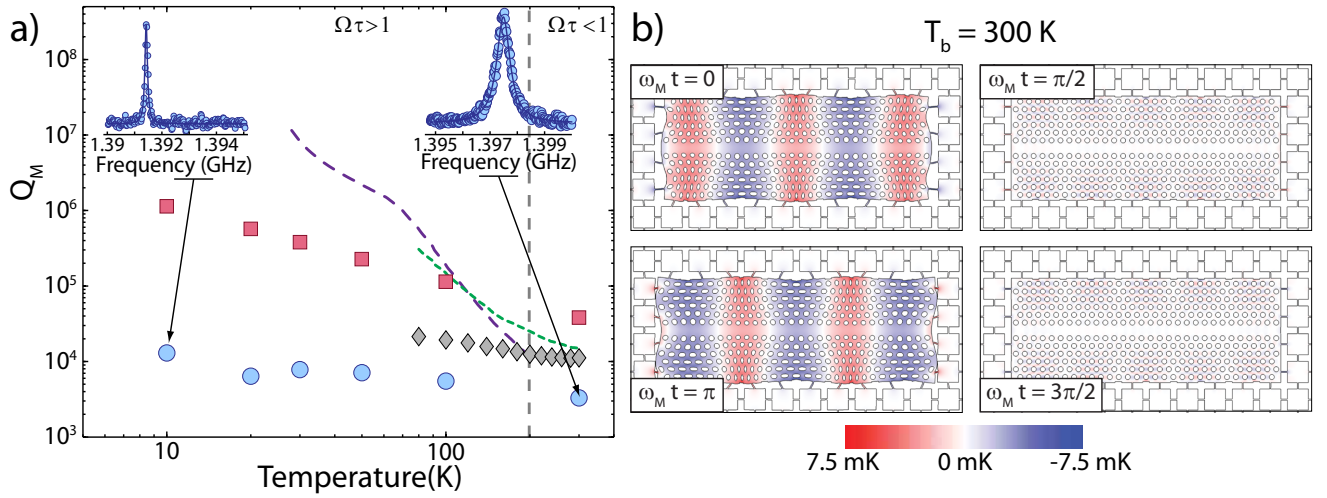 a)
Ωτ>1
Ωτ<1
10⁸
10⁷
10⁶
10⁵
10⁴
10³
Q_M
1.39
1.392
1.394
Frequency (GHz)
1.395
1.397
1.399
Frequency (GHz)
10
100
Temperature(K)
b)
T_b = 300 K
ω_M t = 0
ω_M t = π/2
ω_M t = π
ω_M t = 3π/2
7.5 mK
0 mK
-7.5 mK